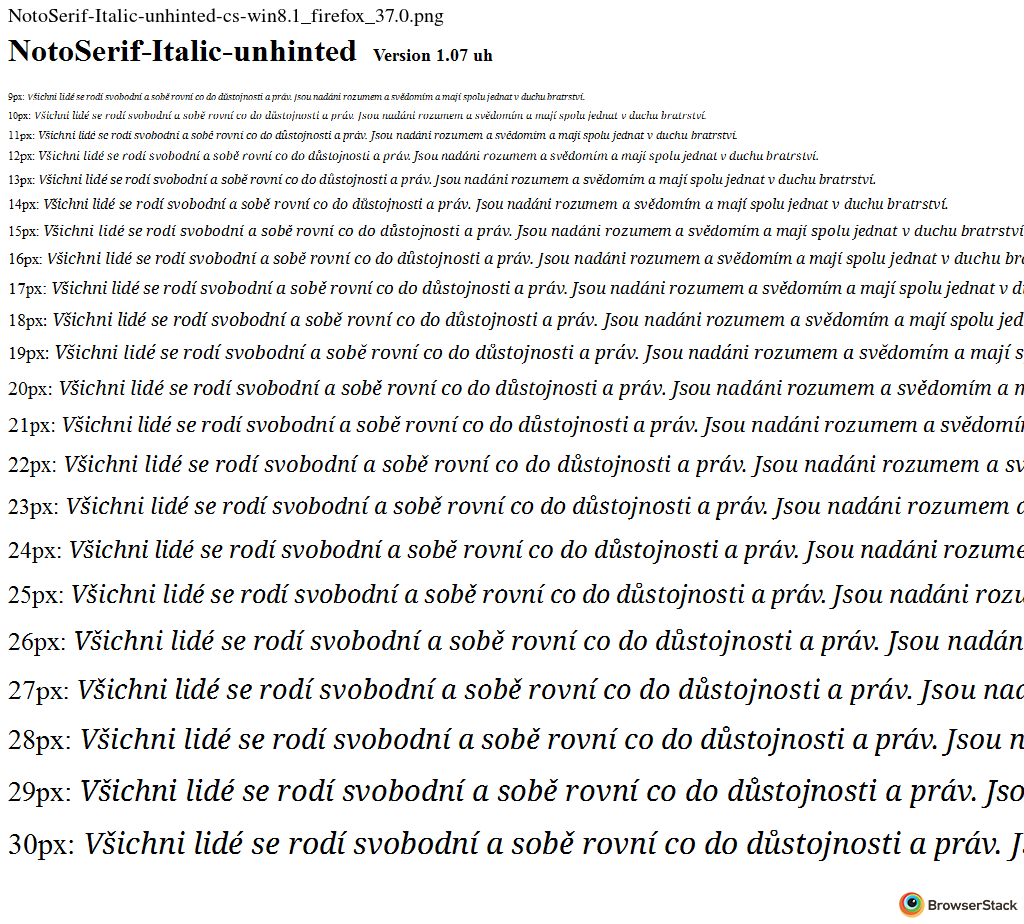 NotoSerif-Italic-unhinted-cs-win8.1_firefox_37.0.png
NotoSerif-Italic-unhinted Version 1.07 uh
9px: Všichni lidé se rodí svobodní a sobě rovní co do důstojnosti a práv. Jsou nadáni rozumem a svědomím a mají spolu jednat v duchu bratrství.
10px: Všichni lidé se rodí svobodní a sobě rovní co do důstojnosti a práv. Jsou nadáni rozumem a svědomím a mají spolu jednat v duchu bratrství.
11px: Všichni lidé se rodí svobodní a sobě rovní co do důstojnosti a práv. Jsou nadáni rozumem a svědomím a mají spolu jednat v duchu bratrství.
12px: Všichni lidé se rodí svobodní a sobě rovní co do důstojnosti a práv. Jsou nadáni rozumem a svědomím a mají spolu jednat v duchu bratrství.
13px: Všichni lidé se rodí svobodní a sobě rovní co do důstojnosti a práv. Jsou nadáni rozumem a svědomím a mají spolu jednat v duchu bratrství.
14px: Všichni lidé se rodí svobodní a sobě rovní co do důstojnosti a práv. Jsou nadáni rozumem a svědomím a mají spolu jednat v duchu bratrství.
15px: Všichni lidé se rodí svobodní a sobě rovní co do důstojnosti a práv. Jsou nadáni rozumem a svědomím a mají spolu jednat v duchu bratrství
16px: Všichni lidé se rodí svobodní a sobě rovní co do důstojnosti a práv. Jsou nadáni rozumem a svědomím a mají spolu jednat v duchu br
17px: Všichni lidé se rodí svobodní a sobě rovní co do důstojnosti a práv. Jsou nadáni rozumem a svědomím a mají spolu jednat v d
18px: Všichni lidé se rodí svobodní a sobě rovní co do důstojnosti a práv. Jsou nadáni rozumem a svědomím a mají spolu jed
19px: Všichni lidé se rodí svobodní a sobě rovní co do důstojnosti a práv. Jsou nadáni rozumem a svědomím a mají s
20px: Všichni lidé se rodí svobodní a sobě rovní co do důstojnosti a práv. Jsou nadáni rozumem a svědomím a m
21px: Všichni lidé se rodí svobodní a sobě rovní co do důstojnosti a práv. Jsou nadáni rozumem a svědomí
22px: Všichni lidé se rodí svobodní a sobě rovní co do důstojnosti a práv. Jsou nadáni rozumem a sv
23px: Všichni lidé se rodí svobodní a sobě rovní co do důstojnosti a práv. Jsou nadáni rozumem a
24px: Všichni lidé se rodí svobodní a sobě rovní co do důstojnosti a práv. Jsou nadáni rozume
25px: Všichni lidé se rodí svobodní a sobě rovní co do důstojnosti a práv. Jsou nadáni rozu
26px: Všichni lidé se rodí svobodní a sobě rovní co do důstojnosti a práv. Jsou nadán
27px: Všichni lidé se rodí svobodní a sobě rovní co do důstojnosti a práv. Jsou nad
28px: Všichni lidé se rodí svobodní a sobě rovní co do důstojnosti a práv. Jsou n
29px: Všichni lidé se rodí svobodní a sobě rovní co do důstojnosti a práv. Jso
30px: Všichni lidé se rodí svobodní a sobě rovní co do důstojnosti a práv. J
BrowserStack